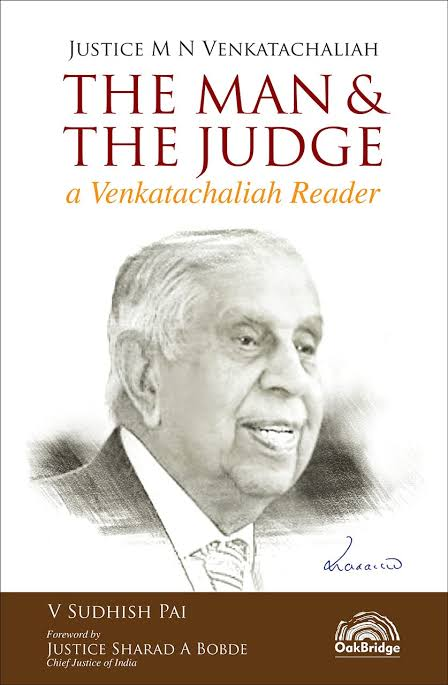 JUSTICE M N VENKATACHALIAH
THE MAN &
THE JUDGE
a Venkatachaliah Reader
V SUDHISH PAI
Foreword by
JUSTICE SHARAD A BOBDE
Chief Justice of India
OakBridge